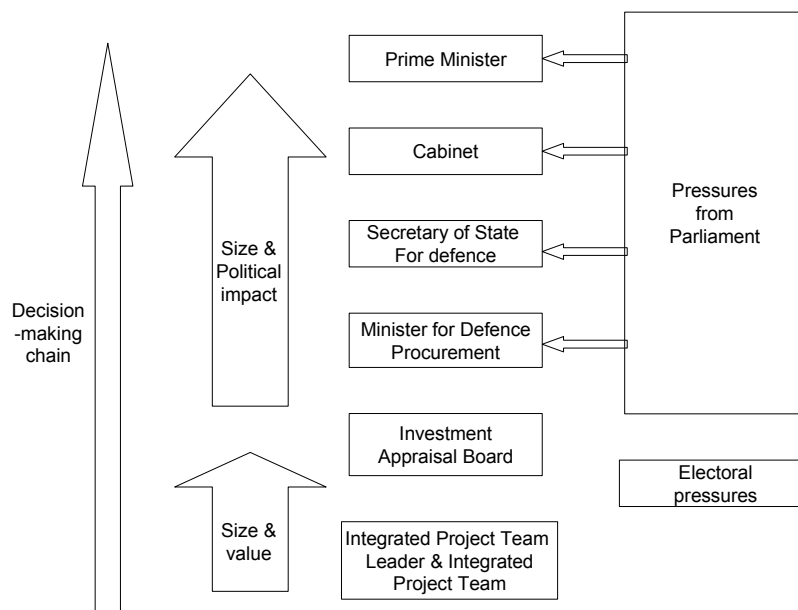 Prime Minister
Cabinet
Secretary of State
For defence
Minister for Defence
Procurement
Investment
Appraisal Board
Integrated Project Team
Leader & Integrated
Project Team
Decision
-making
chain
Size &
Political
impact
Size &
value
Pressures
from
Parliament
Electoral
pressures